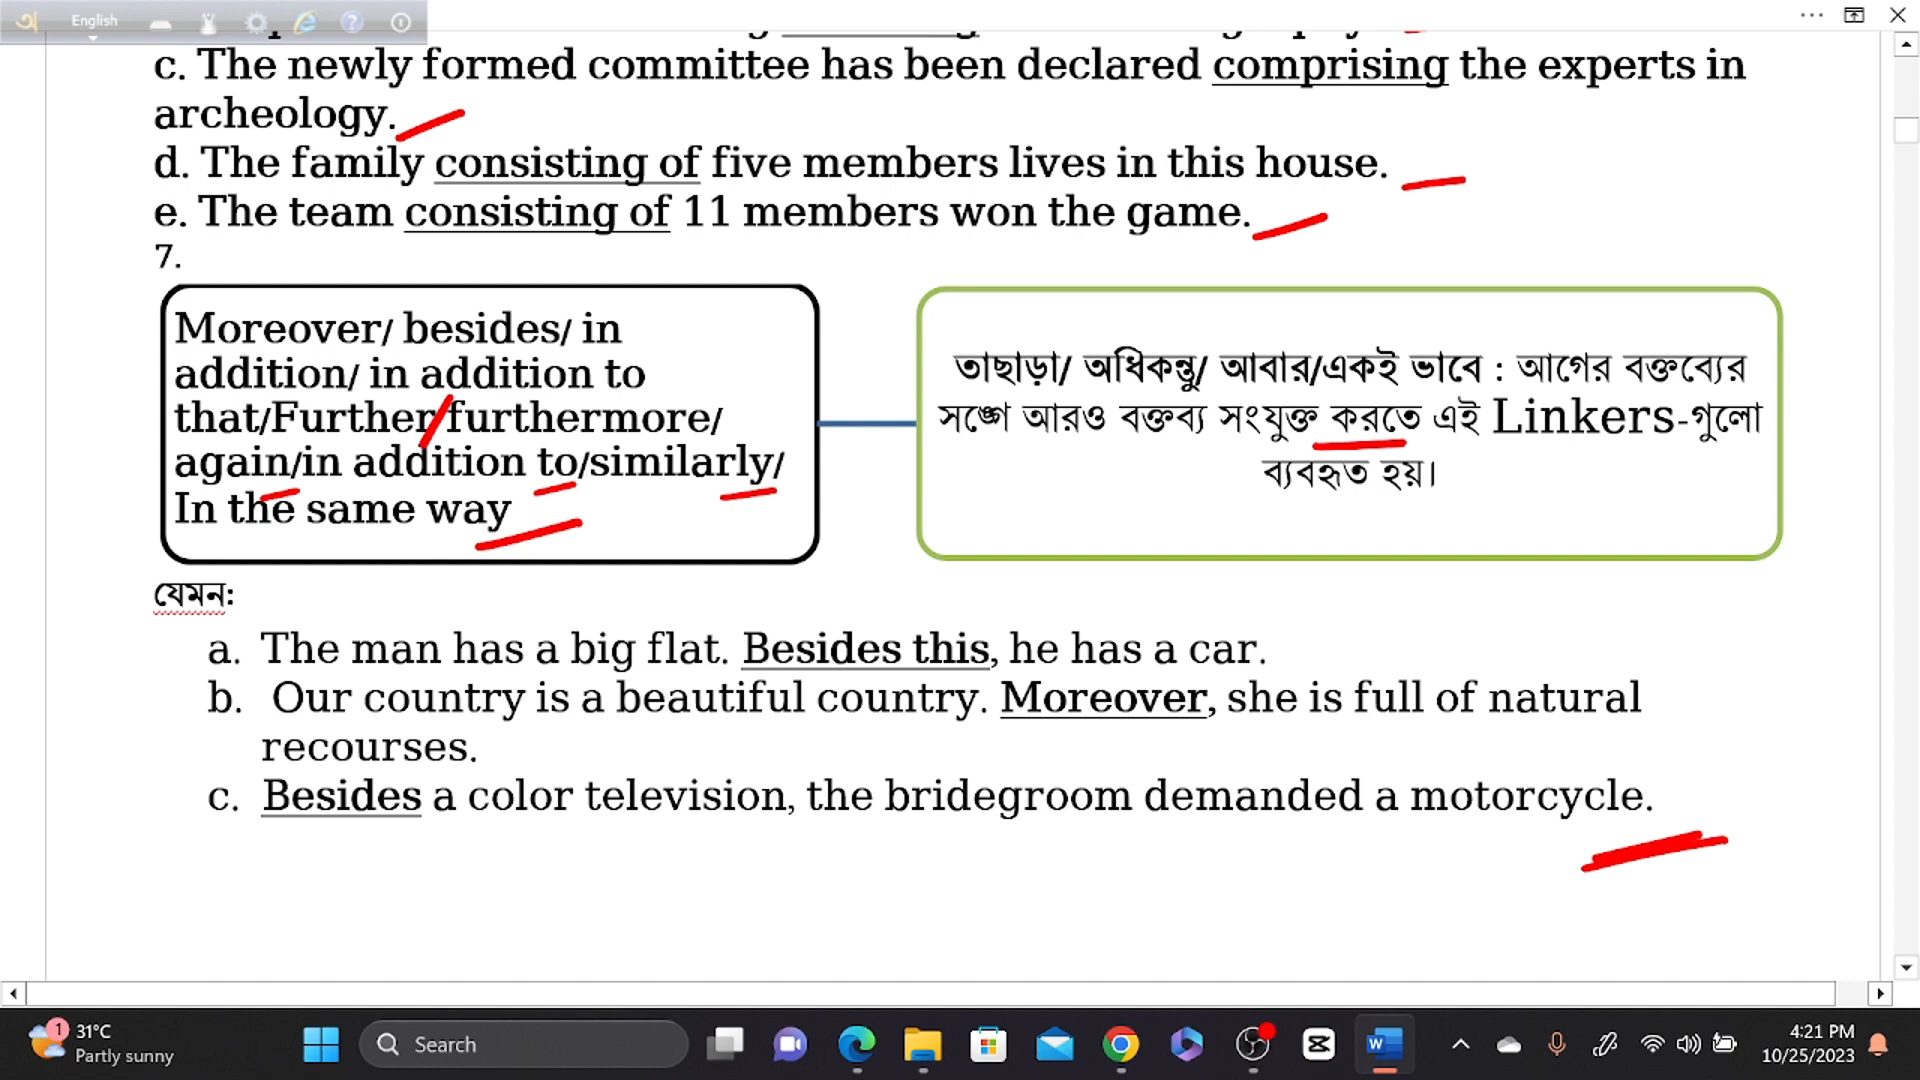 English
c. The newly formed committee has been declared comprising the experts in
archeology.
d. The family consisting of five members lives in this house.
e. The team consisting of 11 members won the game.
7.
Moreover/ besides/ in
addition/ in addition to
that/Further/furthermore/
again/in addition to/similarly/
In the same way
তাছাড়া/ অধিকন্তু/ আবার/একই ভাবে : আগের বক্তব্যের
সঙ্গে আরও বক্তব্য সংযুক্ত করতে এই Linkers-গুলো
ব্যবহৃত হয়।
যেমন:
a. The man has a big flat. Besides this, he has a car.
b. Our country is a beautiful country. Moreover, she is full of natural
recourses.
c. Besides a color television, the bridegroom demanded a motorcycle.
1
31°C
Partly sunny
Search
4:21 PM
10/25/2023